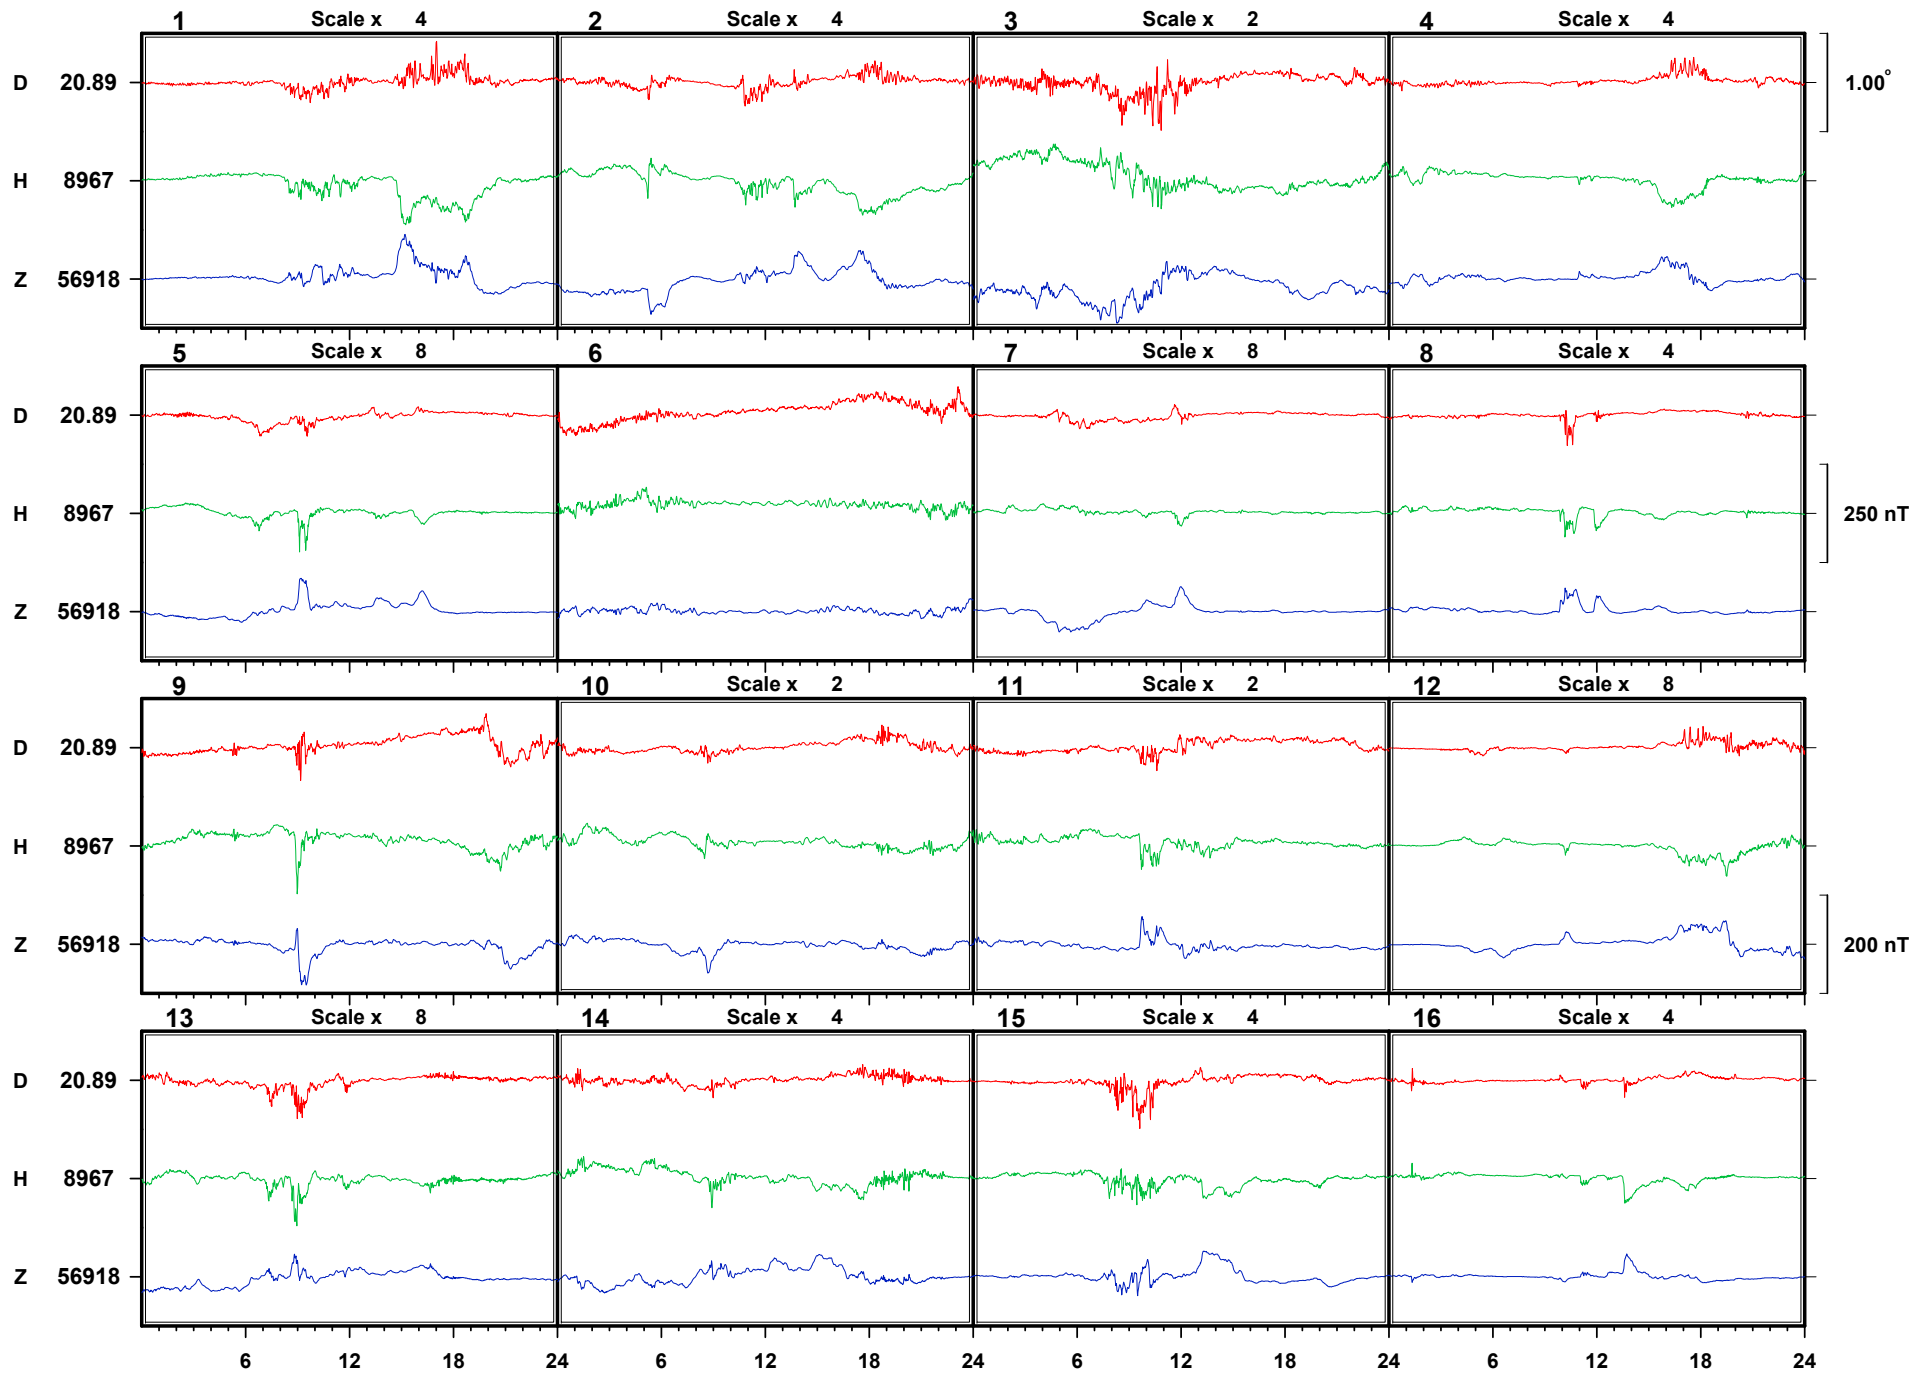 1 Scale x 4 2 Scale x 4 3 Scale x 2 4 Scale x 4
D 20.89 1.00°
H 8967
Z 56918
5 Scale x 8 6 7 Scale x 8 8 Scale x 4
D 20.89
H 8967 250 nT
Z 56918
9 10 Scale x 2 11 Scale x 2 12 Scale x 8
D 20.89
H 8967
Z 56918 200 nT
13 Scale x 8 14 Scale x 4 15 Scale x 4 16 Scale x 4
D 20.89
H 8967
Z 56918
6 12 18 24 6 12 18 24 6 12 18 24 6 12 18 24